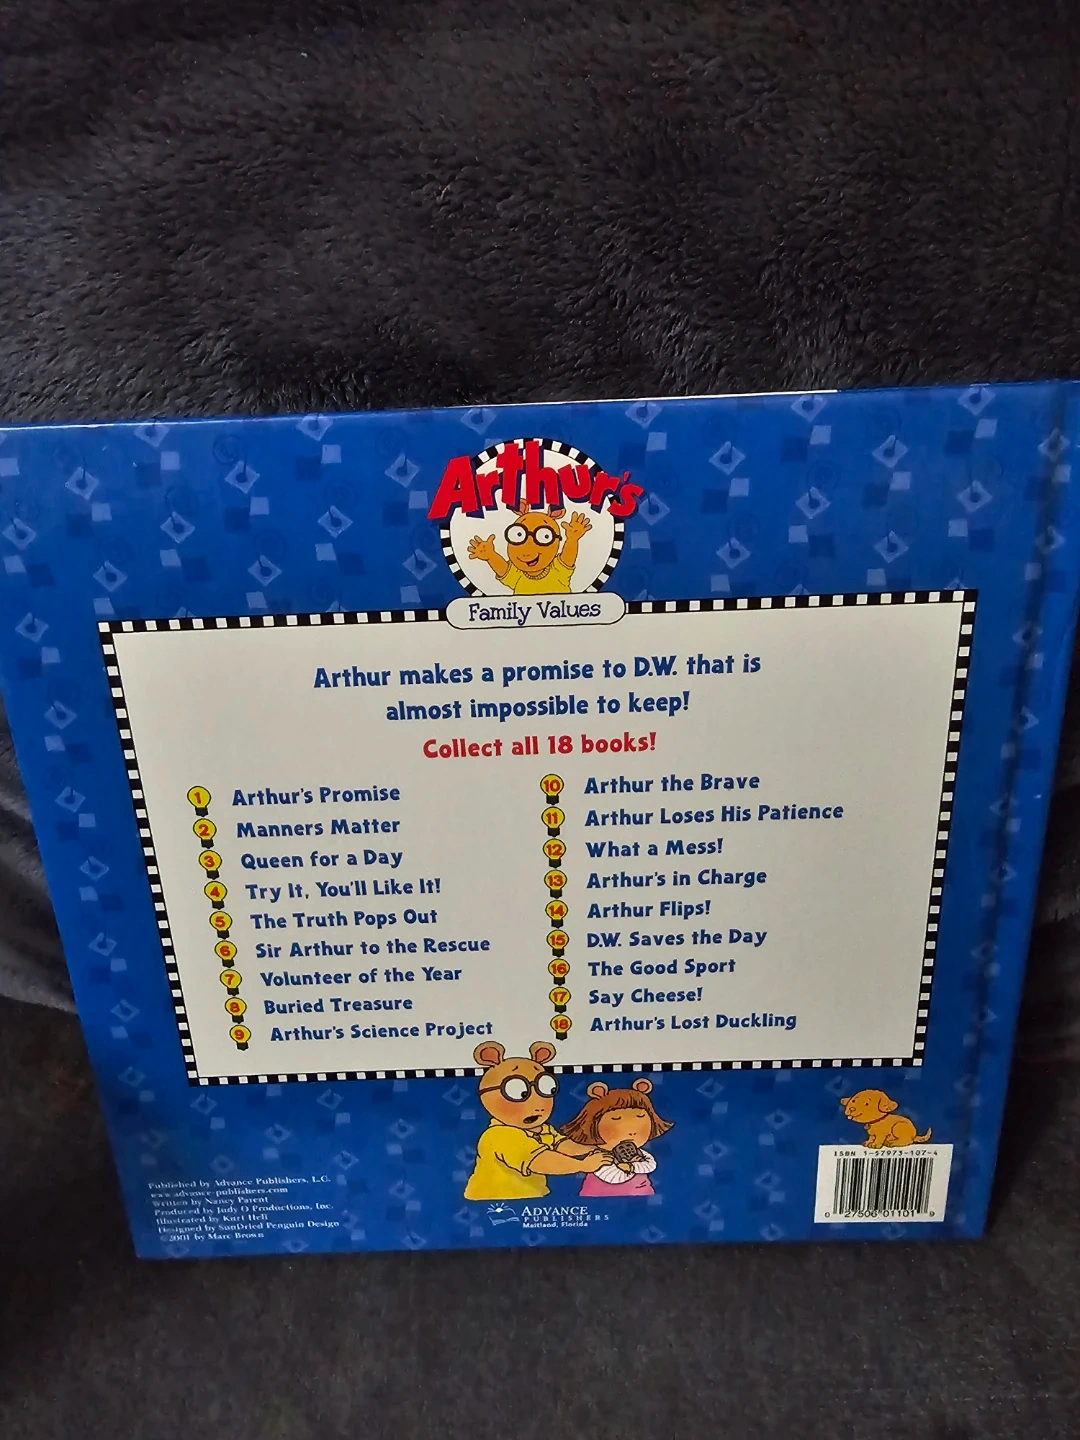 Arthur's
Family Values
Arthur makes a promise to D.W. that is
almost impossible to keep!
Collect all 18 books!
1 Arthur's Promise
2 Manners Matter
3 Queen for a Day
4 Try It, You'll Like It!
5 The Truth Pops Out
6 Sir Arthur to the Rescue
7 Volunteer of the Year
8 Buried Treasure
9 Arthur's Science Project
10 Arthur the Brave
11 Arthur Loses His Patience
12 What a Mess!
13 Arthur's in Charge
14 Arthur Flips!
15 D.W. Saves the Day
16 The Good Sport
17 Say Cheese!
18 Arthur's Lost Duckling
Published by Advance Publishers, L.C.
www.advance-publishers.com
Written by Nancy Parent
Produced by Judy O Productions, Inc.
Illustrated by Kurt Hell
Designed by SunDried Penguin Design
©2001 by Marc Brown
ADVANCE
PUBLISHERS
Maitland, Florida
ISBN 1-57973-107-4
0 27506 01101 9